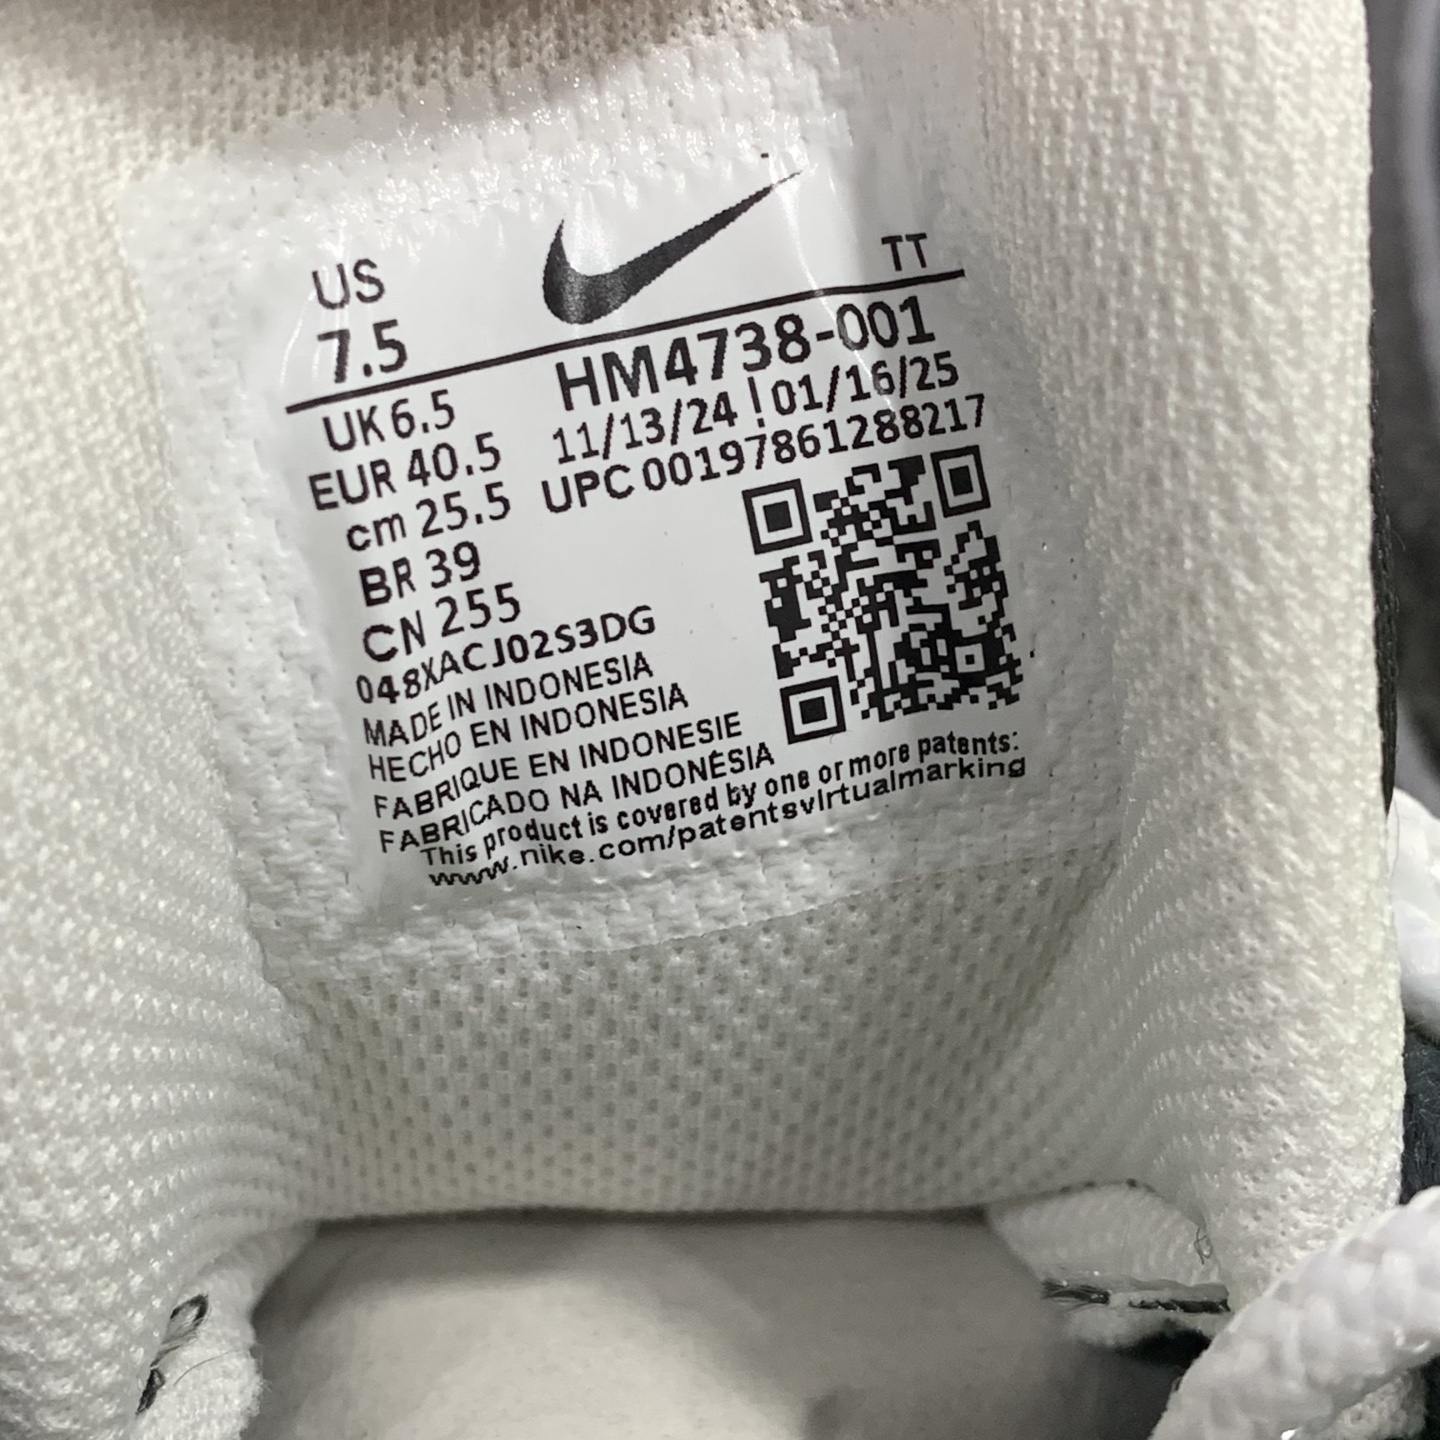 US TT
7.5 HM4738-001
UK 6.5 11/13/24 | 01/16/25
EUR 40.5 UPC 00197861288217
cm 25.5
BR 39
CN 255
048XACJ02S3DG
MADE IN INDONESIA
HECHO EN INDONESIA
FABRIQUE EN INDONESIE
FABRICADO NA INDONÉSIA
This product is covered by one or more patents:
www.nike.com/patentsvirtualmarking